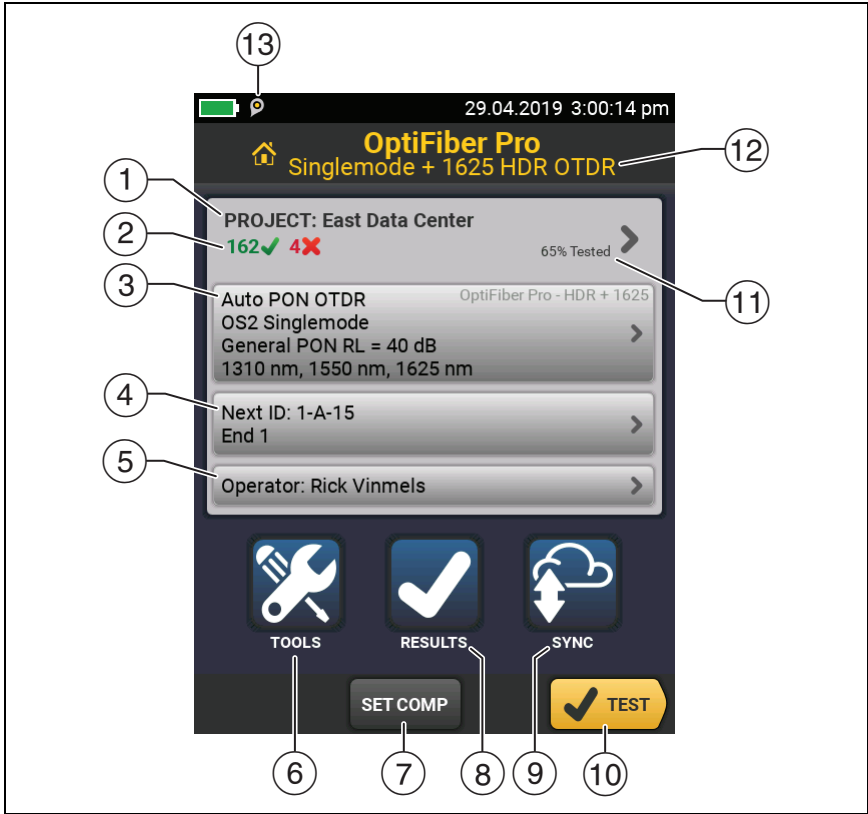 13
29.04.2019 3:00:14 pm
OptiFiber Pro
Singlemode + 1625 HDR OTDR
12
1
PROJECT: East Data Center
2
162 4
65% Tested
11
3
Auto PON OTDR
OptiFiber Pro - HDR + 1625
OS2 Singlemode
General PON RL = 40 dB
1310 nm, 1550 nm, 1625 nm
4
Next ID: 1-A-15
End 1
5
Operator: Rick Vinmels
TOOLS
RESULTS
SYNC
SET COMP
TEST
6
7
8
9
10